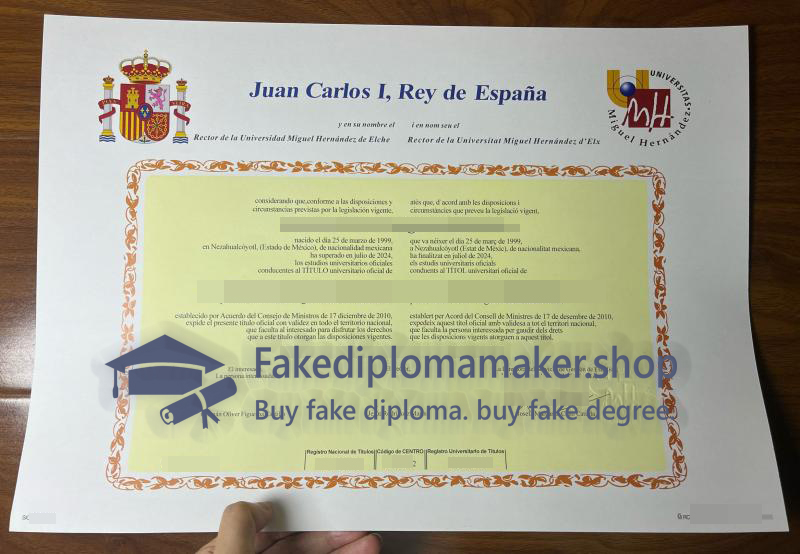 Juan Carlos I, Rey de España
y en su nombre el
i en nom seu el
Rector de la Universidad Miguel Hernández de Elche
Rector de la Universitat Miguel Hernández d'Elx
UNIVERSITAS
Miguel Hernández
considerando que,conforme a las disposiciones y
circunstancias previstas por la legislación vigente,
atés que, d'acord amb les disposicions i
circumstàncies que preveu la legislació vigent,
nacido el día 25 de marzo de 1999,
en Nezahualcóyotl, (Estado de México), de nacionalidad mexicana
ha superado en julio de 2024,
los estudios universitarios oficiales
conducentes al TÍTULO universitario oficial de
que va nèixer el dia 25 de març de 1999,
a Nezahualcóyotl (Estat de Mèxic), de nacionalitat mexicana,
ha finalitzat en juliol de 2024,
els estudis universitaris oficials
conduents al TÍTOL universitari oficial de
establecido por Acuerdo del Consejo de Ministros de 17 diciembre de 2010,
expide el presente título oficial con validez en todo el territorio nacional,
que faculta al interesado para disfrutar los derechos
que a este título otorgan las disposiciones vigentes.
establert per Acord del Consell de Ministres de 17 de desembre de 2010,
expedeix aquest títol oficial amb validesa a tot el territori nacional,
que faculta la persona interessada per gaudir dels drets
que les disposicions vigents atorguen a aquest títol.
El
La persona
Oliver
Fakediplomamaker.shop
Buy fake diploma. buy fake degree
Registro Nacional de Títulos
Código de CENTRO
Registro Universitario de Títulos
2